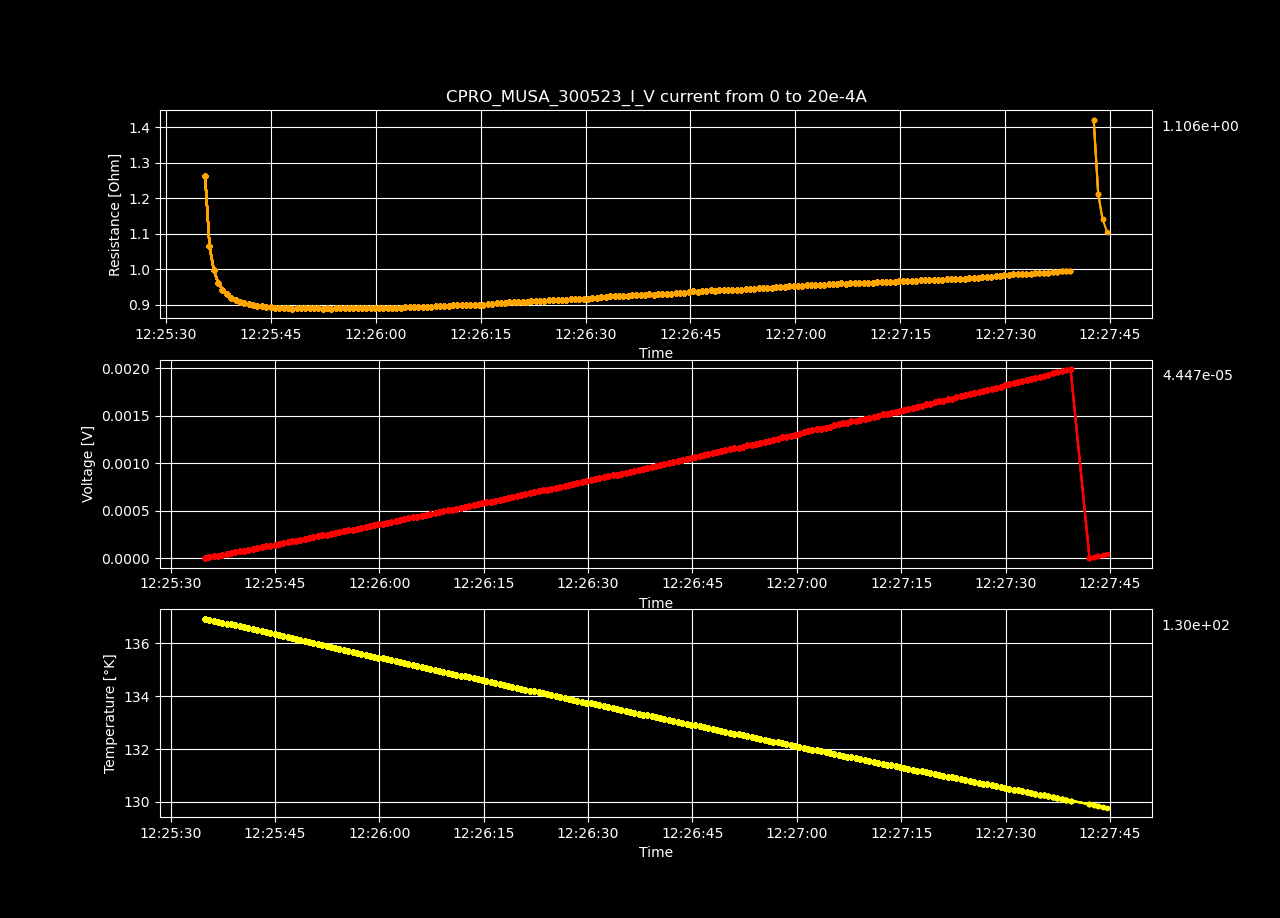 CPRO_MUSA_300523_I_V current from 0 to 20e-4A
1.4
1.3
1.2
1.1
1.0
0.9
Resistance [Ohm]
1.106e+00
12:25:30 12:25:45 12:26:00 12:26:15 12:26:30 12:26:45 12:27:00 12:27:15 12:27:30 12:27:45
Time
0.0020
0.0015
0.0010
0.0005
0.0000
Voltage [V]
4.447e-05
12:25:30 12:25:45 12:26:00 12:26:15 12:26:30 12:26:45 12:27:00 12:27:15 12:27:30 12:27:45
Time
136
134
132
130
Temperature [°K]
1.30e+02
12:25:30 12:25:45 12:26:00 12:26:15 12:26:30 12:26:45 12:27:00 12:27:15 12:27:30 12:27:45
Time